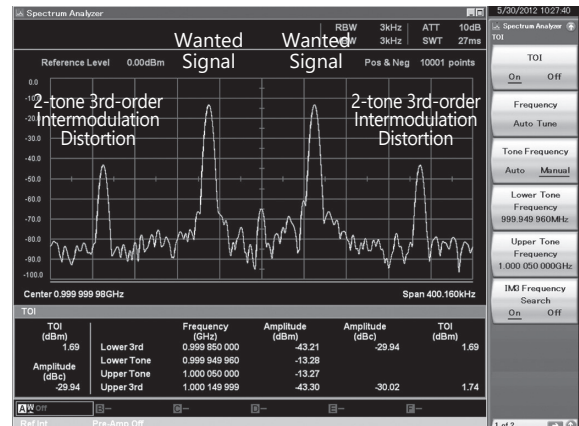 Spectrum Analyzer
5/30/2012 10:27:40
RBW 3kHz ATT 10dB
SWT 27ms
Wanted Signal
Wanted Signal
Reference Level 0.00dBm
Pos & Neg 10001 points
2-tone 3rd-order Intermodulation Distortion
2-tone 3rd-order Intermodulation Distortion
0.0
-40.0
-50.0
-60.0
-70.0
-80.0
-90.0
-100.0
Center 0.999 999 98GHz
Span 400.160kHz
TOI
TOI (dBm) Frequency (GHz) Amplitude (dBm) Amplitude (dBc) TOI (dBm)
1.69 Lower 3rd 0.999 850 000 -43.21 -29.94 1.69
Lower Tone 0.999 949 960 -13.28
Amplitude (dBc) Upper Tone 1.000 050 000 -13.27
-29.94 Upper 3rd 1.000 149 999 -43.30 -30.02 1.74
A W Off B C D E F
Ref.Int Pre-Amp Off
Spectrum Analyzer
TOI
TOI
On Off
Frequency
Auto Tune
Tone Frequency
Auto Manual
Lower Tone
Frequency
999.949 960MHz
Upper Tone
Frequency
1.000 050 000GHz
IM3 Frequency
Search
On Off
1 of 2